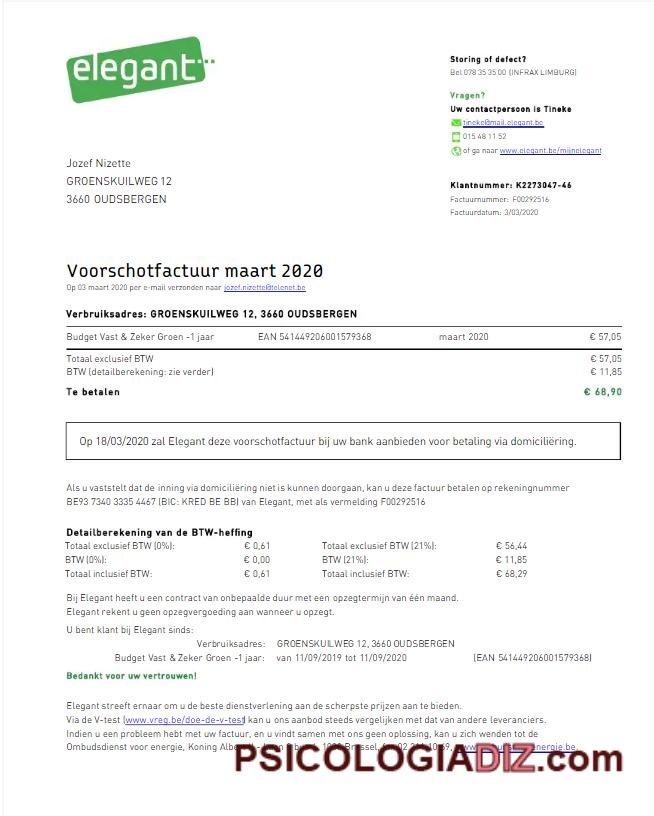 elegant
Storing of defect?
Bel 078 35 35 00 (INFRAX LIMBURG)
Vragen?
Uw contactpersoon is Tineke
tineke@mail.elegant.be
015 48 11 52
of ga naar www.elegant.be/mijnelegant
Jozef Nizette
GROENSKUILWEG 12
3660 OUDSBERGEN
Klantnummer: K2273047-46
Factuurnummer: F00292516
Factuurdatum: 3/03/2020
Voorschotfactuur maart 2020
Op 03 maart 2020 per e-mail verzonden naar jozef.nizette@telenet.be
Verbruiksadres: GROENSKUILWEG 12, 3660 OUDSBERGEN
Budget Vast & Zeker Groen -1 jaar EAN 541449206001579368 maart 2020 € 57,05
Totaal exclusief BTW € 57,05
BTW (detailberekening: zie verder) € 11,85
Te betalen € 68,90
Op 18/03/2020 zal Elegant deze voorschotfactuur bij uw bank aanbieden voor betaling via domiciliëring.
Als u vaststelt dat de inning via domiciliëring niet is kunnen doorgaan, kan u deze factuur betalen op rekeningnummer
BE93 7340 3335 4467 (BIC: KRED BE BB) van Elegant, met als vermelding F00292516
Detailberekening van de BTW-heffing
Totaal exclusief BTW (0%): € 0,61 Totaal exclusief BTW (21%): € 56,44
BTW (0%): € 0,00 BTW (21%): € 11,85
Totaal inclusief BTW: € 0,61 Totaal inclusief BTW: € 68,29
Bij Elegant heeft u een contract van onbepaalde duur met een opzegtermijn van één maand.
Elegant rekent u geen opzegvergoeding aan wanneer u opzegt.
U bent klant bij Elegant sinds:
Verbruiksadres: GROENSKUILWEG 12, 3660 OUDSBERGEN
Budget Vast & Zeker Groen -1 jaar: van 11/09/2019 tot 11/09/2020 (EAN 541449206001579368)
Bedankt voor uw vertrouwen!
Elegant streeft ernaar om u de beste dienstverlening aan de scherpste prijzen aan te bieden.
Via de V-test (www.vreg.be/doe-de-v-test) kan u ons aanbod steeds vergelijken met dat van andere leveranciers.
Indien u een probleem hebt met uw factuur, en u vindt samen met ons geen oplossing, kan u zich wenden tot de
Ombudsdienst voor energie, Koning Brussel,
PSICOLOGIADIZ.com